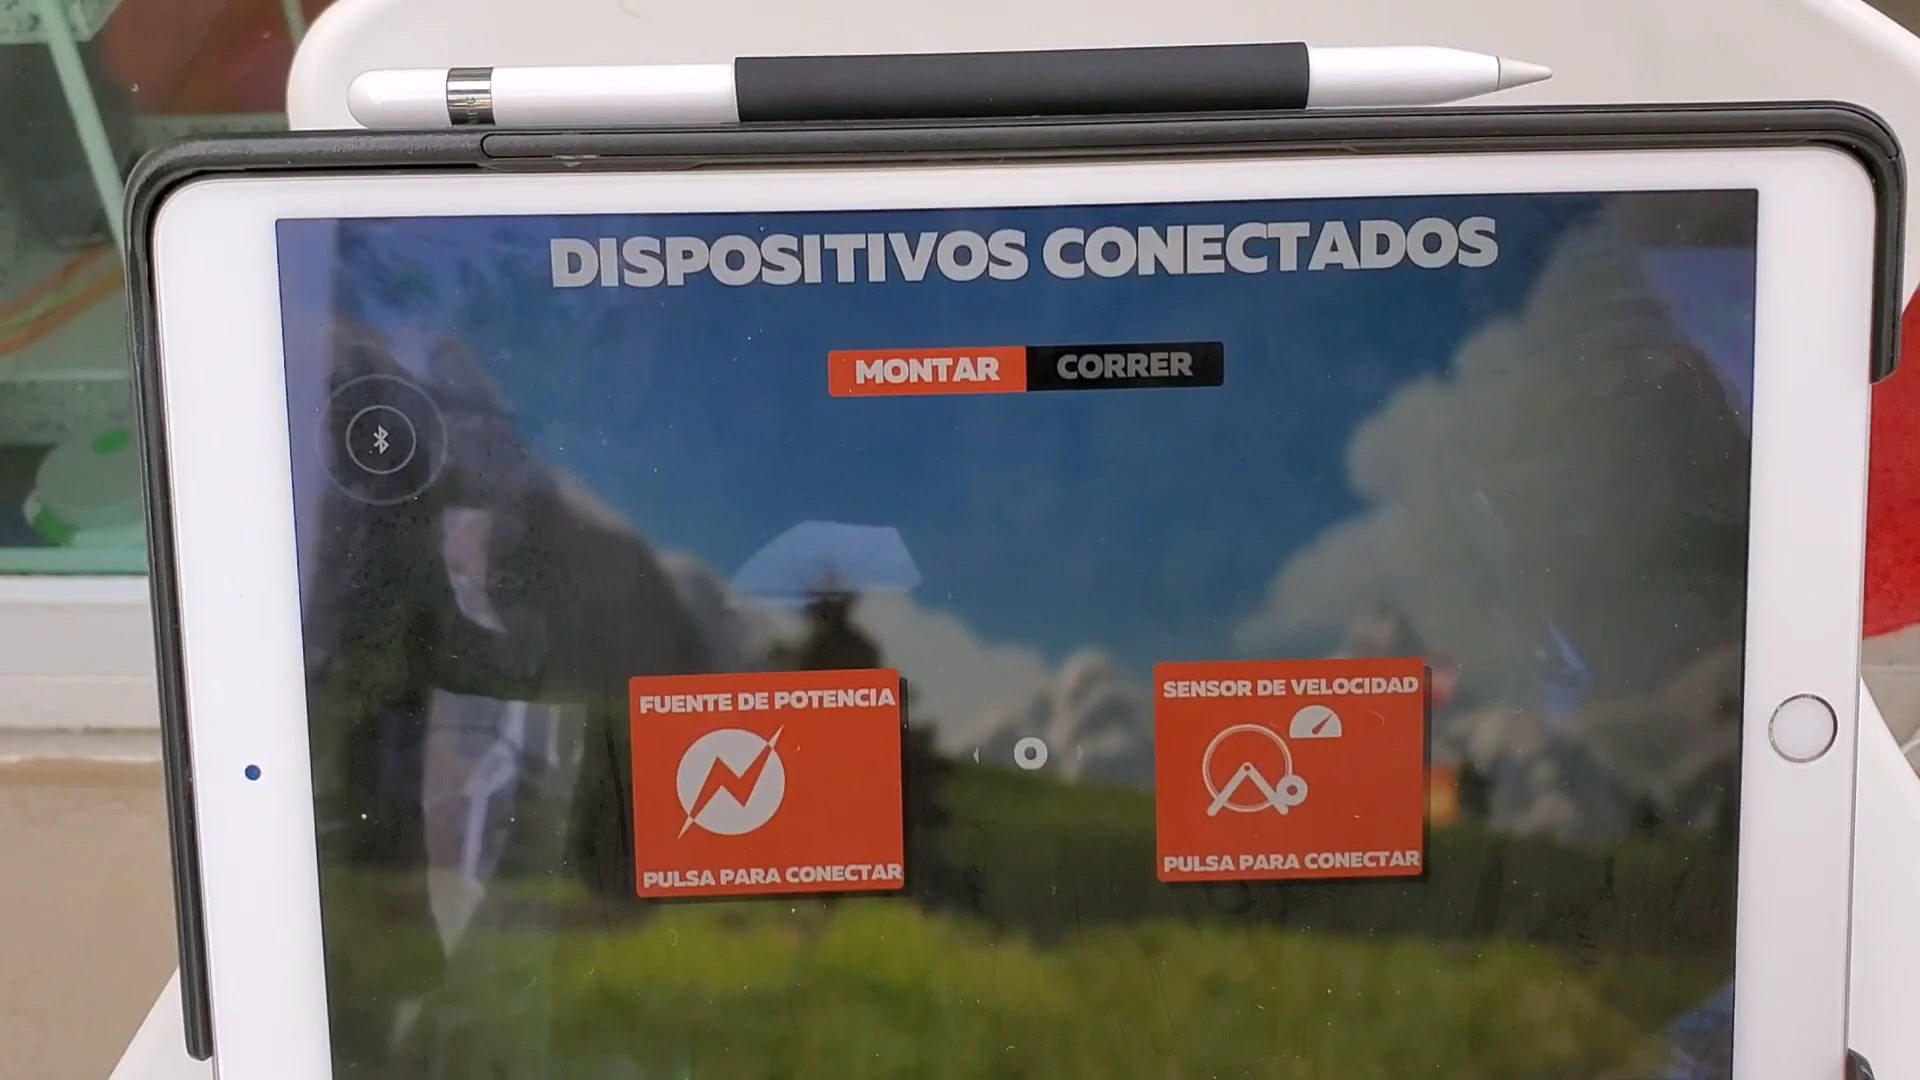 DISPOSITIVOS CONECTADOS
MONTAR
CORRER
FUENTE DE POTENCIA
PULSA PARA CONECTAR
SENSOR DE VELOCIDAD
PULSA PARA CONECTAR